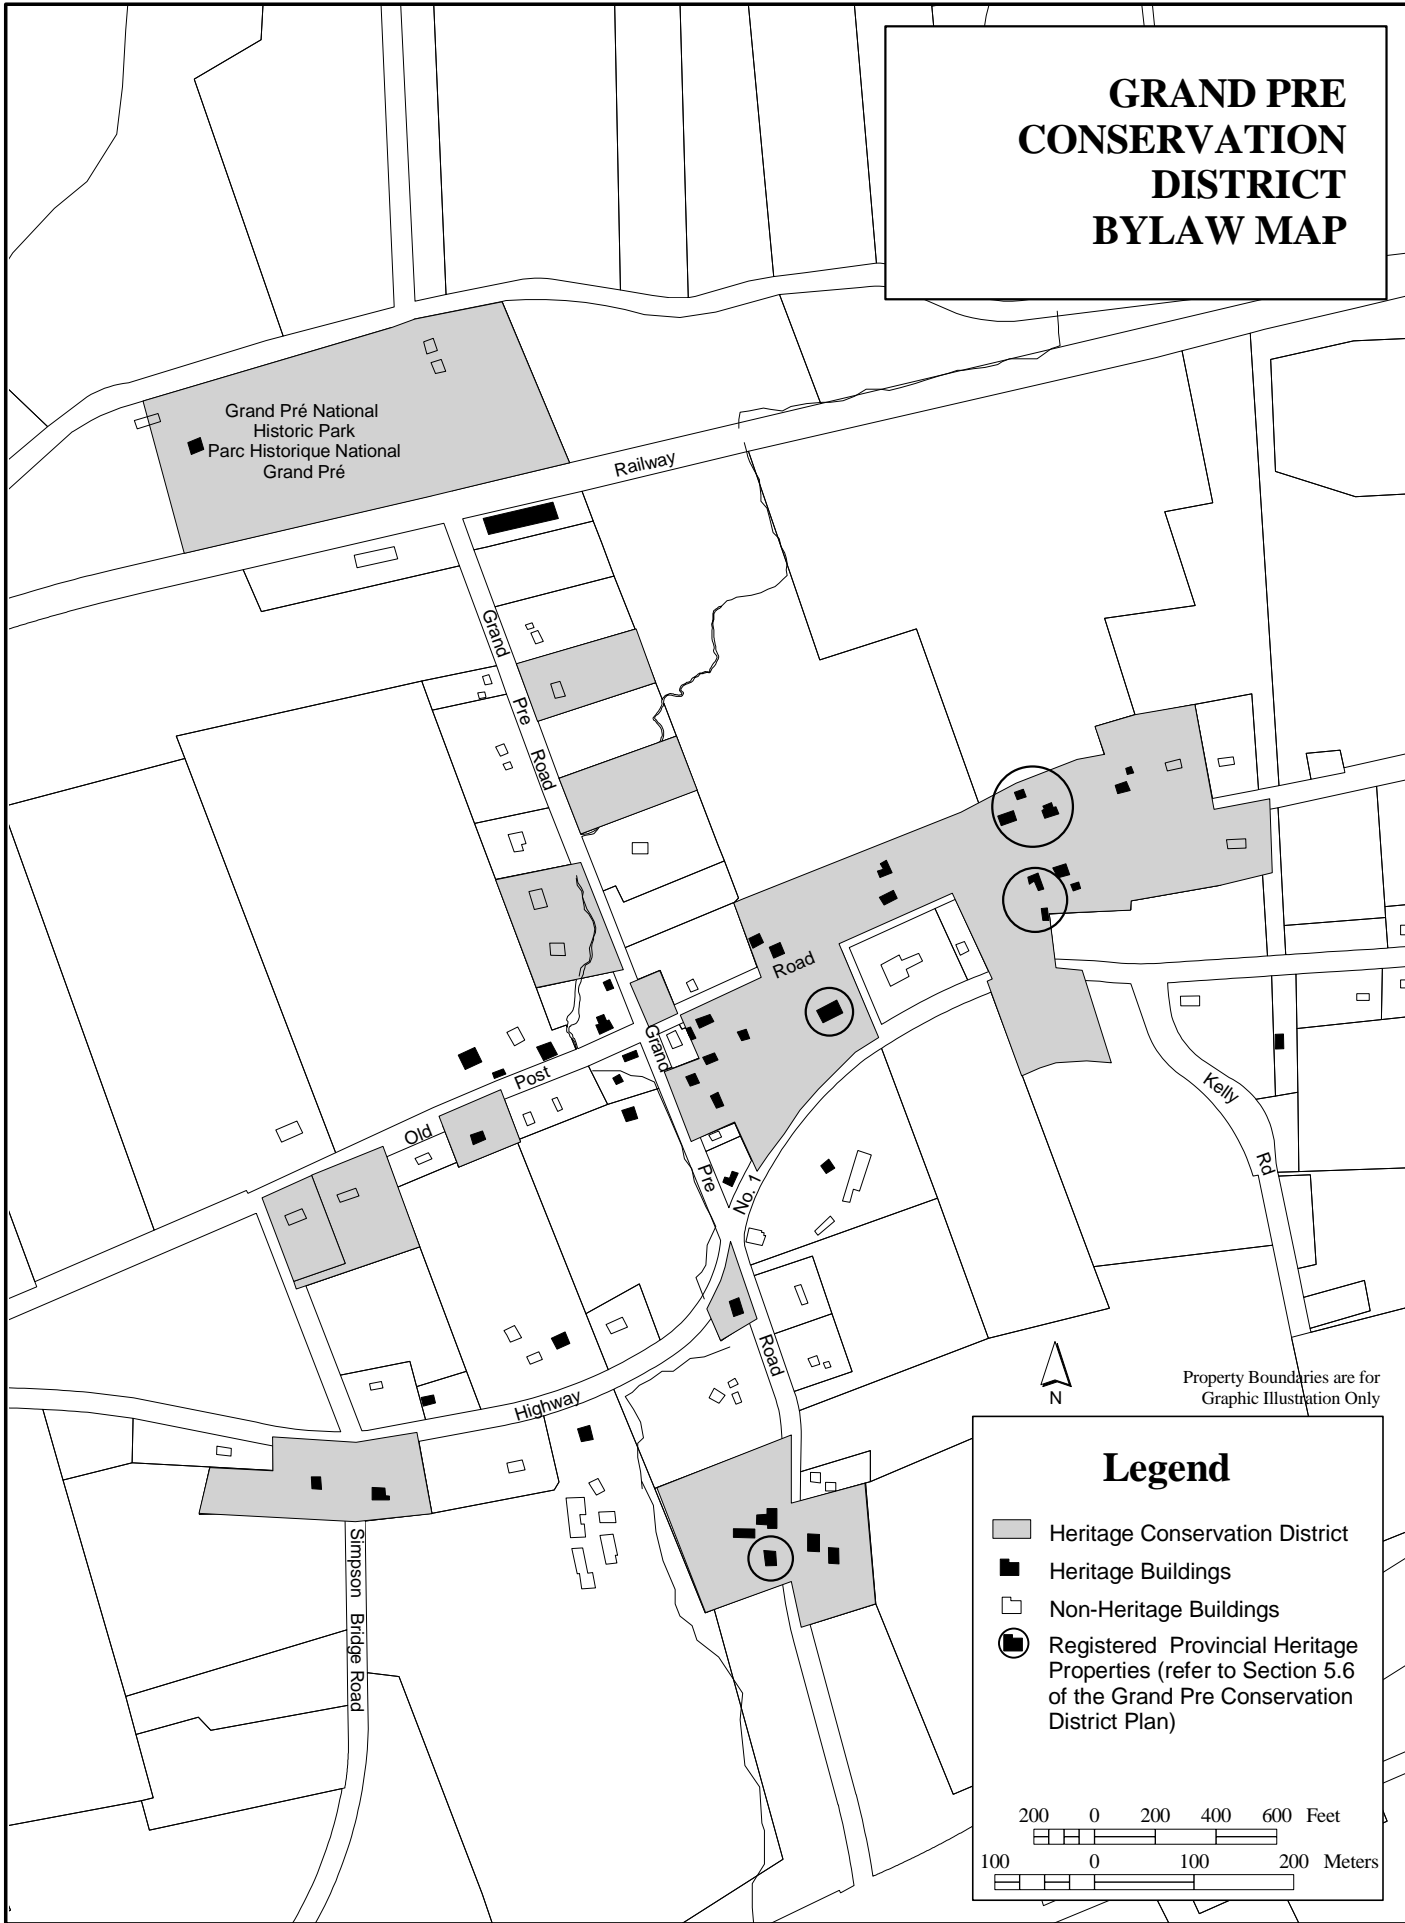 GRAND PRE
CONSERVATION
DISTRICT
BYLAW MAP
Grand Pré National
Historic Park
Parc Historique National
Grand Pré
Railway
Grand
Pre
Road
Road
Grand
Post
Old
Pre
No. 1
Kelly
Rd
Road
Highway
Simpson Bridge Road
N
Property Boundaries are for
Graphic Illustration Only
Legend
Heritage Conservation District
Heritage Buildings
Non-Heritage Buildings
Registered Provincial Heritage
Properties (refer to Section 5.6
of the Grand Pre Conservation
District Plan)
200 0 200 400 600 Feet
100 0 100 200 Meters